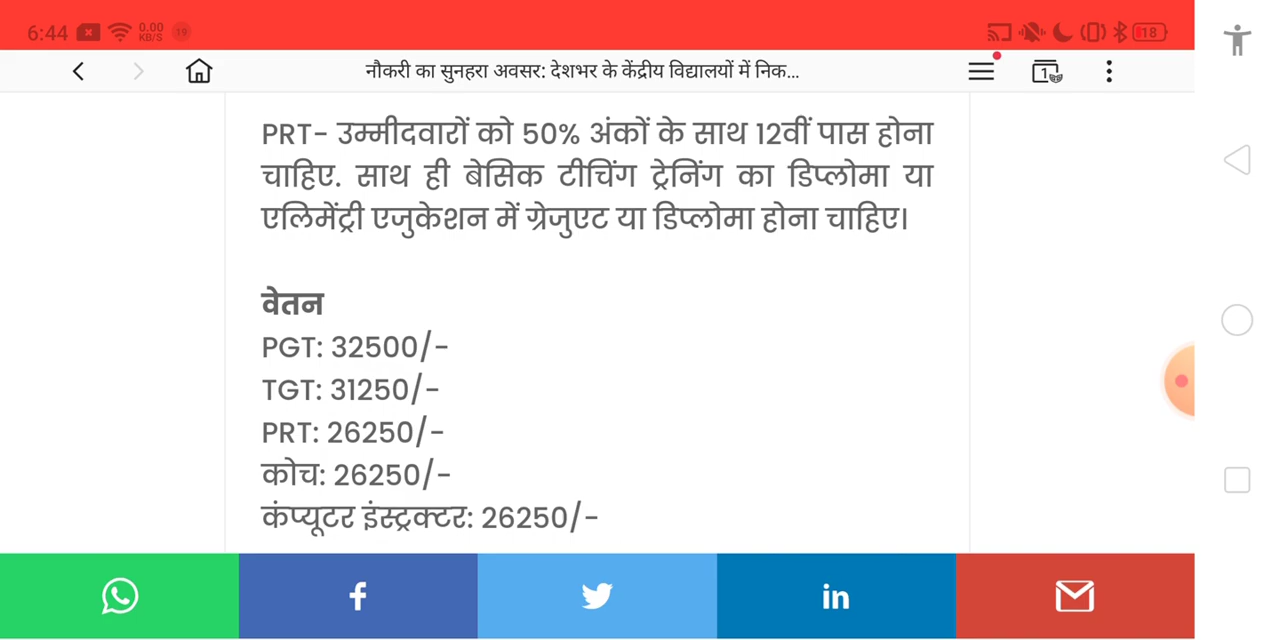 6:44 0.00 KB/S 19 18
नौकरी का सुनहरा अवसर: देशभर के केंद्रीय विद्यालयों में निक... 1
PRT- उम्मीदवारों को 50% अंकों के साथ 12वीं पास होना
चाहिए. साथ ही बेसिक टीचिंग ट्रेनिंग का डिप्लोमा या
एलिमेंट्री एजुकेशन में ग्रेजुएट या डिप्लोमा होना चाहिए।
वेतन
PGT: 32500/-
TGT: 31250/-
PRT: 26250/-
कोच: 26250/-
कंप्यूटर इंस्ट्रक्टर: 26250/-
f in